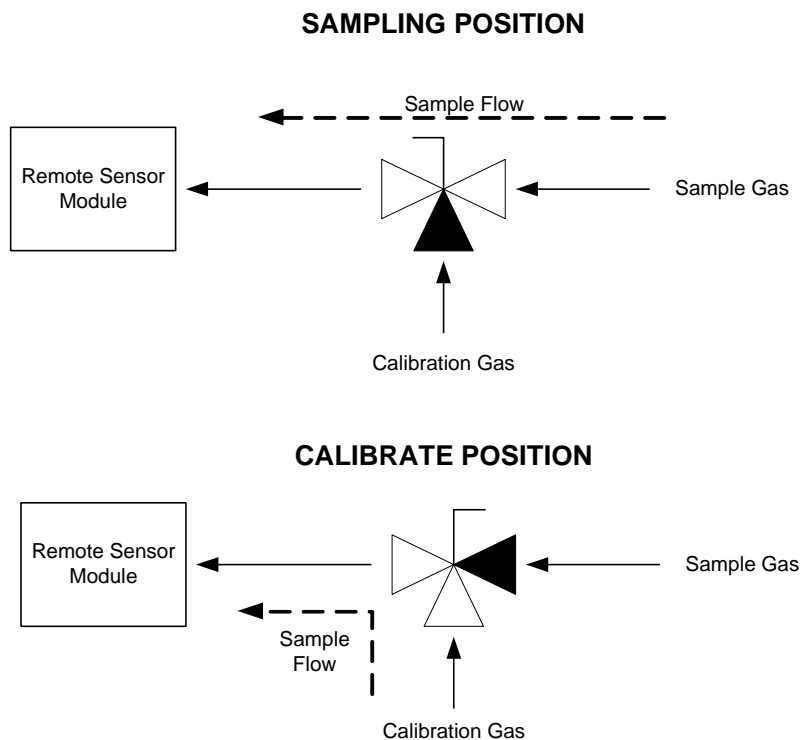 SAMPLING POSITION
Sample Flow
Remote Sensor
Module
Sample Gas
Calibration Gas
CALIBRATE POSITION
Remote Sensor
Module
Sample Gas
Sample
Flow
Calibration Gas